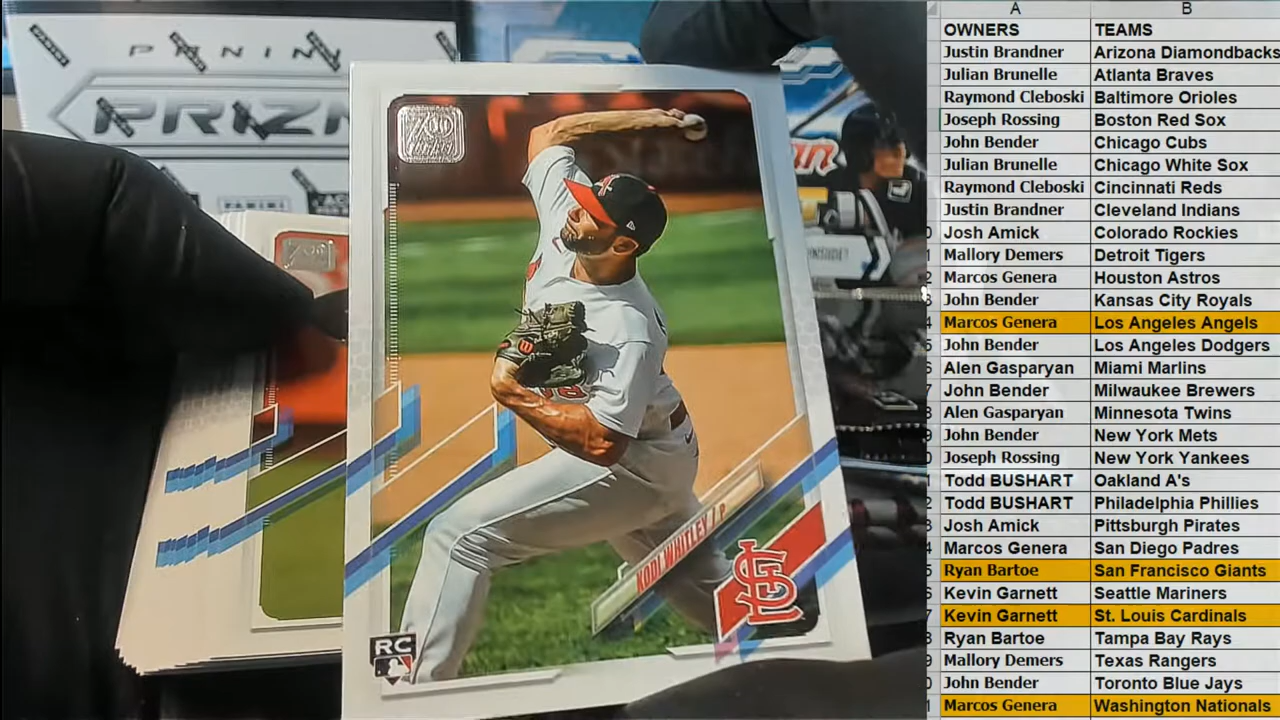 PANINI
PRIZM
PANINI
70
70
KODI WHITLEY / P
RC
A B
OWNERS TEAMS
Justin Brandner Arizona Diamondbacks
Julian Brunelle Atlanta Braves
Raymond Cleboski Baltimore Orioles
Joseph Rossing Boston Red Sox
John Bender Chicago Cubs
Julian Brunelle Chicago White Sox
Raymond Cleboski Cincinnati Reds
Justin Brandner Cleveland Indians
Josh Amick Colorado Rockies
Mallory Demers Detroit Tigers
Marcos Genera Houston Astros
John Bender Kansas City Royals
Marcos Genera Los Angeles Angels
John Bender Los Angeles Dodgers
Alen Gasparyan Miami Marlins
John Bender Milwaukee Brewers
Alen Gasparyan Minnesota Twins
John Bender New York Mets
Joseph Rossing New York Yankees
Todd BUSHART Oakland A's
Todd BUSHART Philadelphia Phillies
Josh Amick Pittsburgh Pirates
Marcos Genera San Diego Padres
Ryan Bartoe San Francisco Giants
Kevin Garnett Seattle Mariners
Kevin Garnett St. Louis Cardinals
Ryan Bartoe Tampa Bay Rays
Mallory Demers Texas Rangers
John Bender Toronto Blue Jays
Marcos Genera Washington Nationals